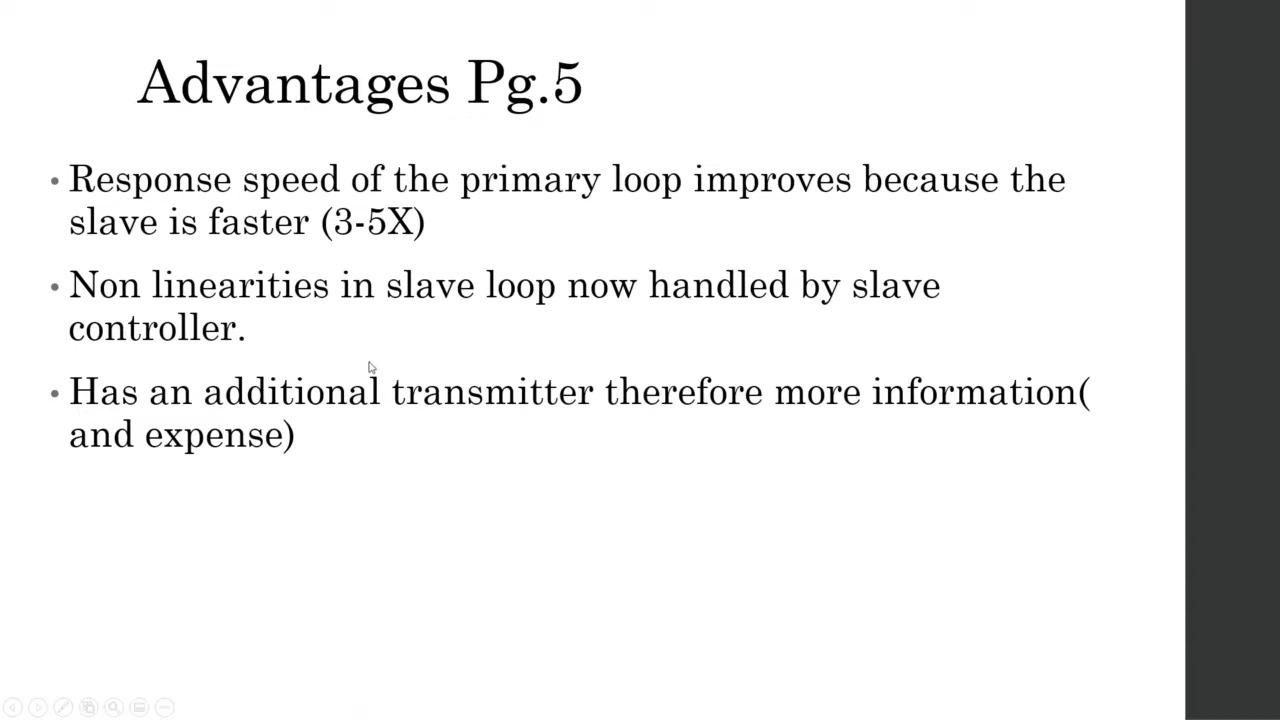 Advantages Pg.5
• Response speed of the primary loop improves because the
slave is faster (3-5X)
• Non linearities in slave loop now handled by slave
controller.
• Has an additional transmitter therefore more information(
and expense)